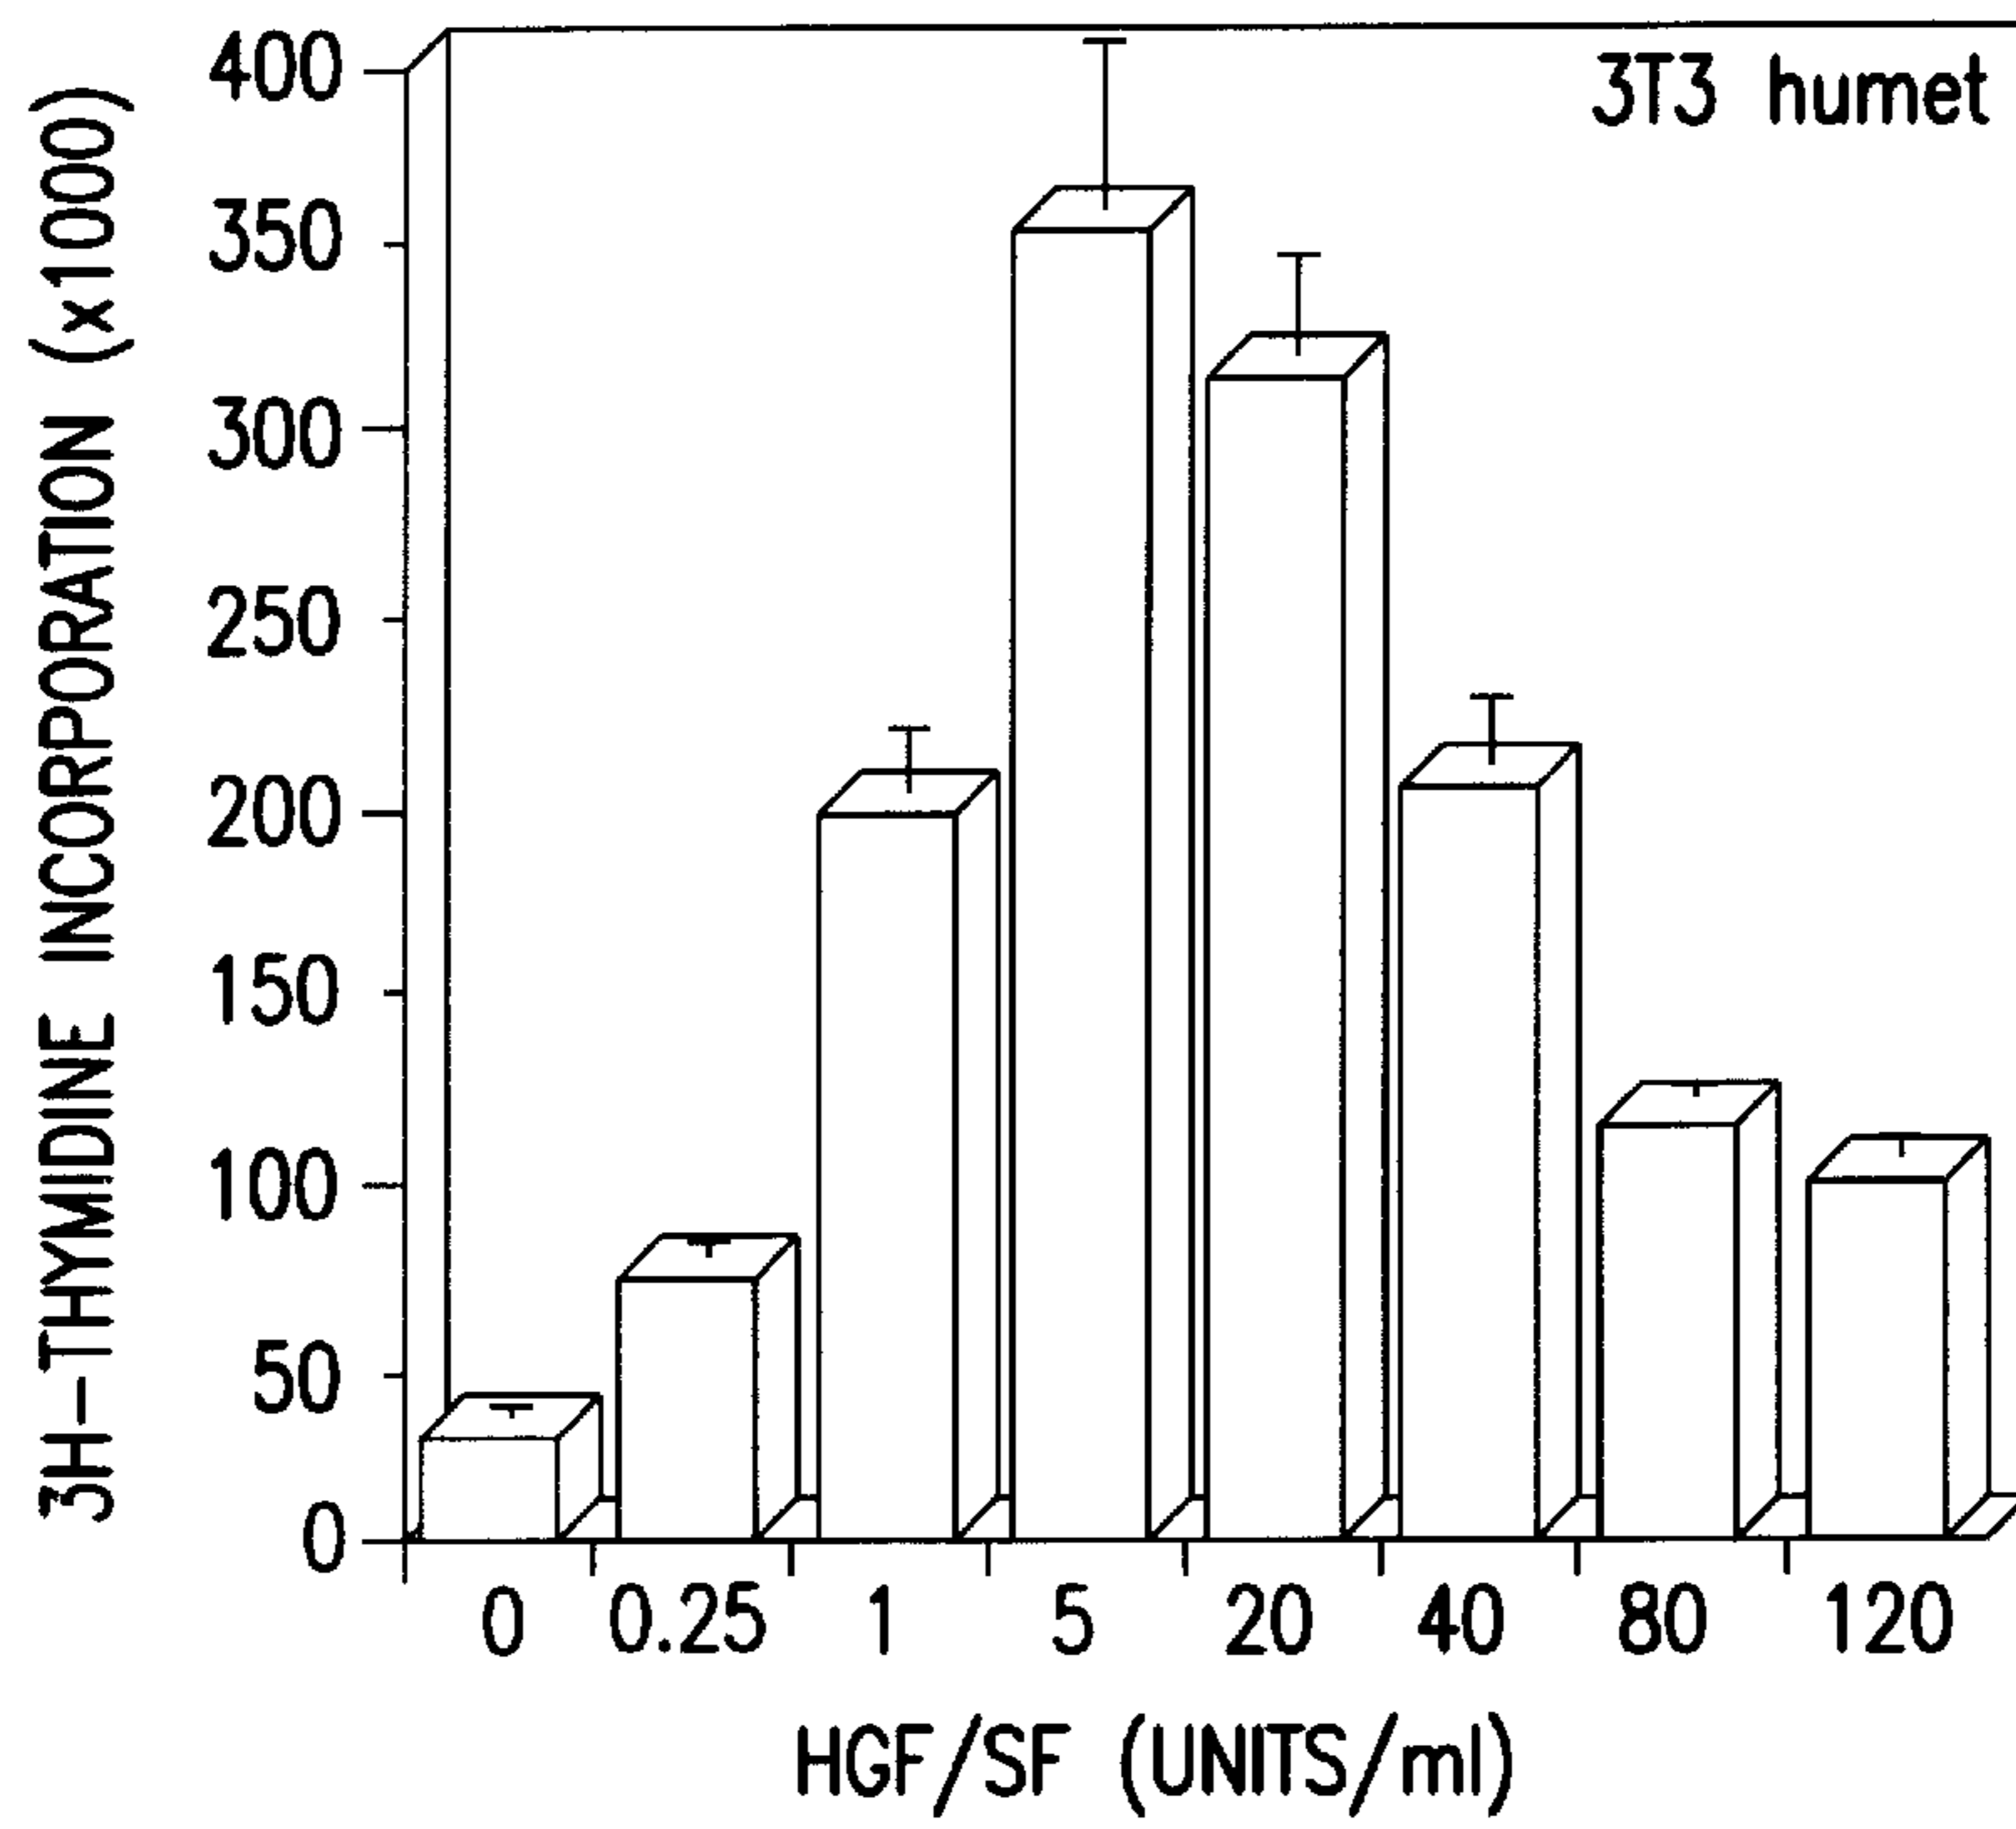 3T3 humet
3H-THYMIDINE INCORPORATION (x1000)
400
350
300
250
200
150
100
50
0
0 0.25 1 5 20 40 80 120
HGF/SF (UNITS/ml)